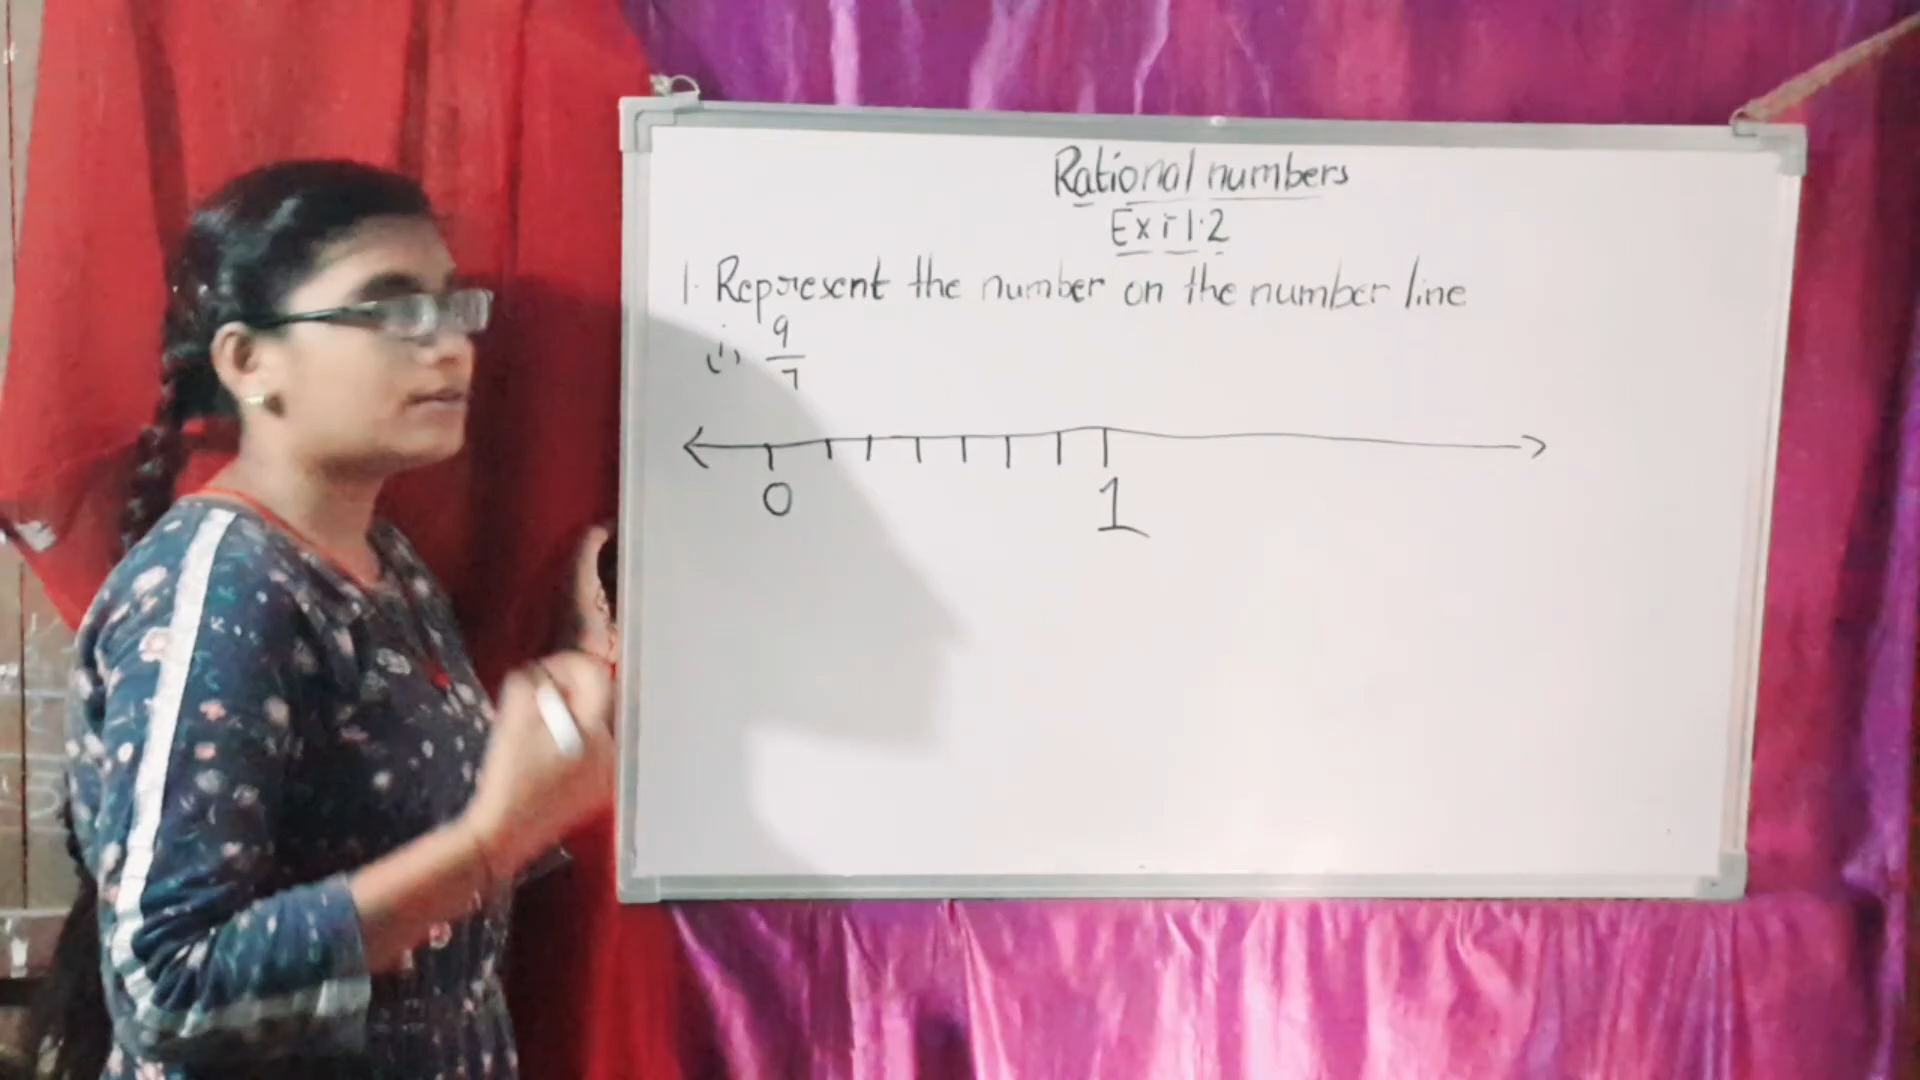 Rational numbers
Ex:-1.2
1. Represent the number on the number line
(i) 9/7
0 1